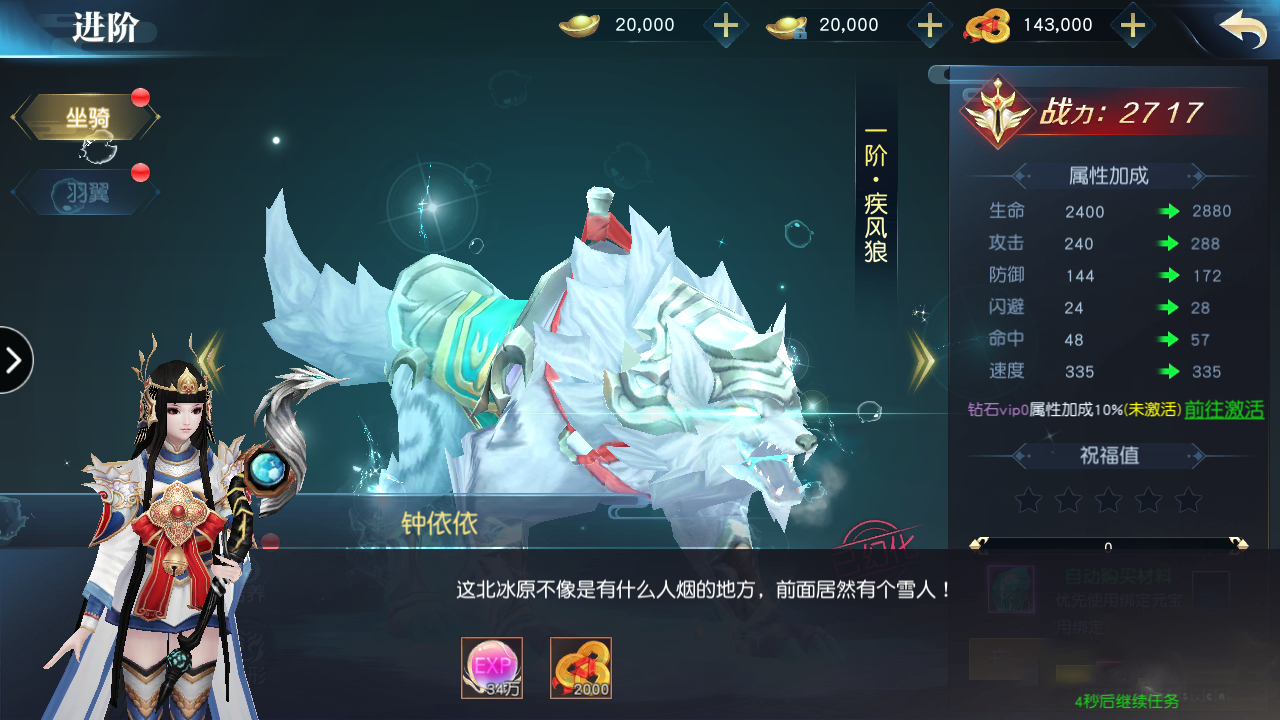 进阶
20,000
20,000
143,000
坐骑
羽翼
一阶·疾风狼
战力：2717
属性加成
生命 2400 2880
攻击 240 288
防御 144 172
闪避 24 28
命中 48 57
速度 335 335
钻石vip0属性加成10%(未激活)前往激活
祝福值
0
已幻化
钟依依
这北冰原不像是有什么人烟的地方，前面居然有个雪人！
自动购买材料
优先使用绑定元宝
用绑定
EXP
34万
2000
4秒后继续任务